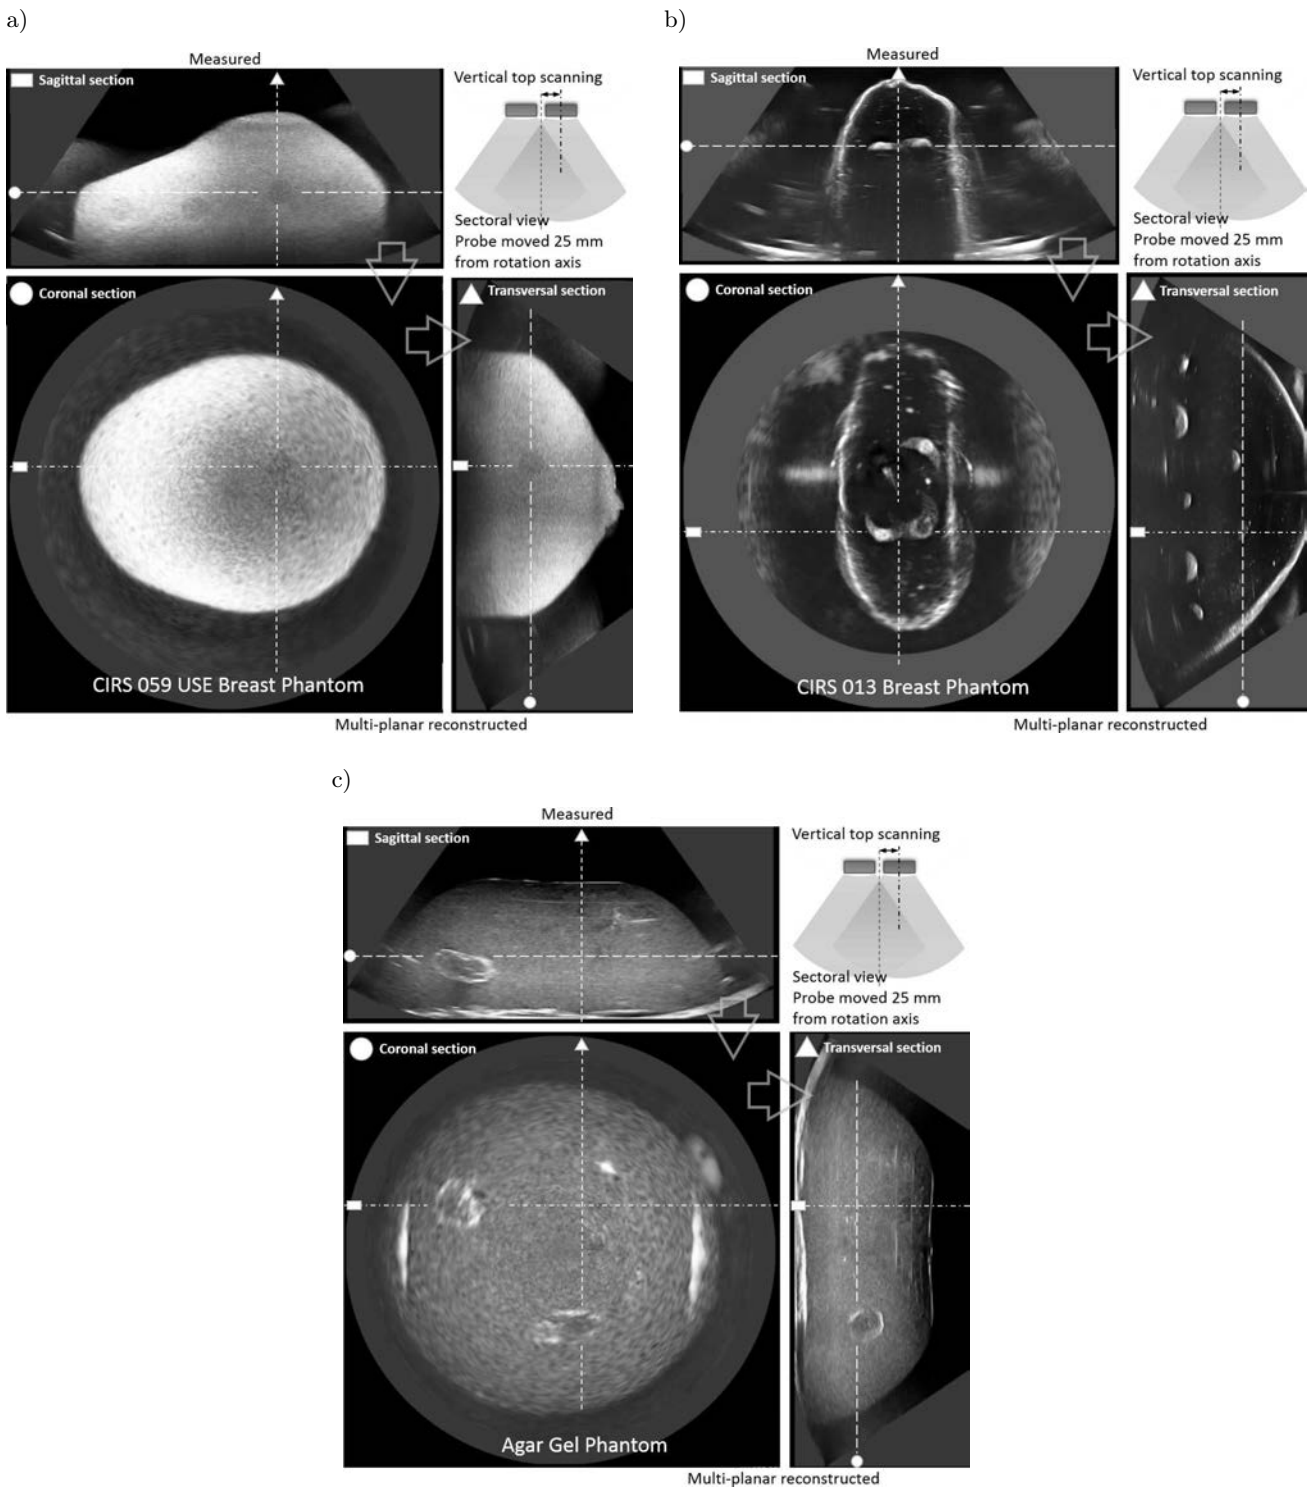 a)
Measured
Sagittal section
Vertical top scanning
Sectoral view
Probe moved 25 mm
from rotation axis
Coronal section
Transversal section
CIRS 059 USE Breast Phantom
Multi-planar reconstructed
b)
Measured
Sagittal section
Vertical top scanning
Sectoral view
Probe moved 25 mm
from rotation axis
Coronal section
Transversal section
CIRS 013 Breast Phantom
Multi-planar reconstructed
c)
Measured
Sagittal section
Vertical top scanning
Sectoral view
Probe moved 25 mm
from rotation axis
Coronal section
Transversal section
Agar Gel Phantom
Multi-planar reconstructed